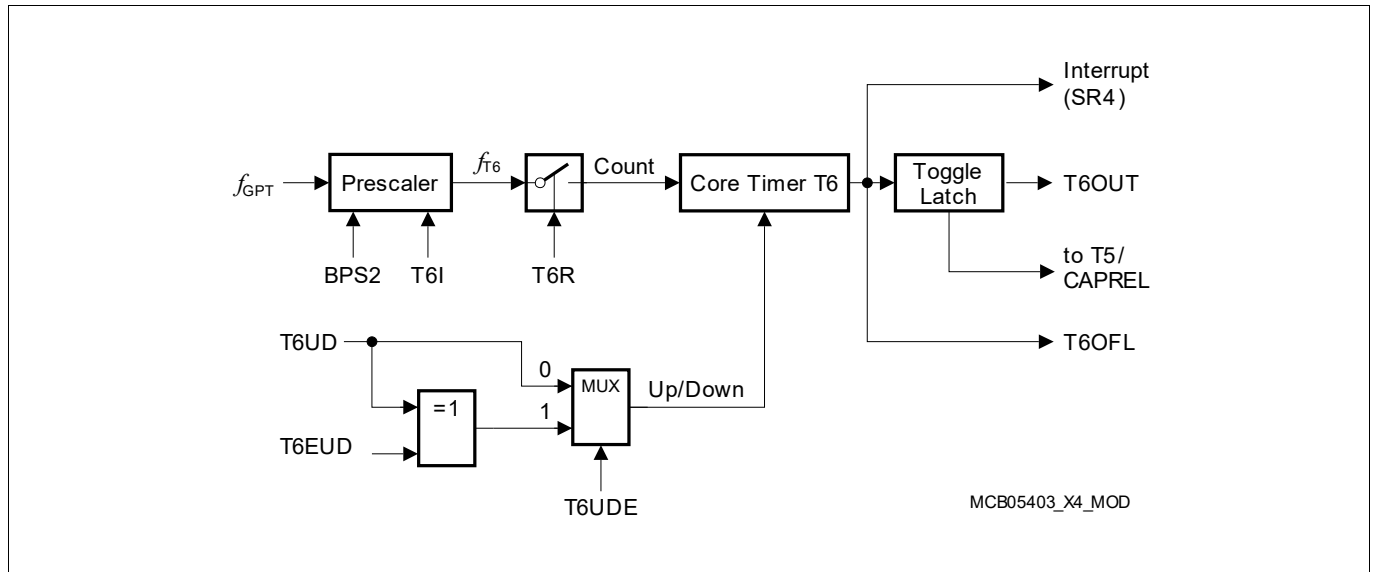 Interrupt
(SR4)
fGPT
Prescaler
fT6
Count
Core Timer T6
Toggle
Latch
T6OUT
BPS2
T6I
T6R
to T5/
CAPREL
T6UD
T6OFL
0
MUX
Up/Down
=1
1
T6EUD
T6UDE
MCB05403_X4_MOD